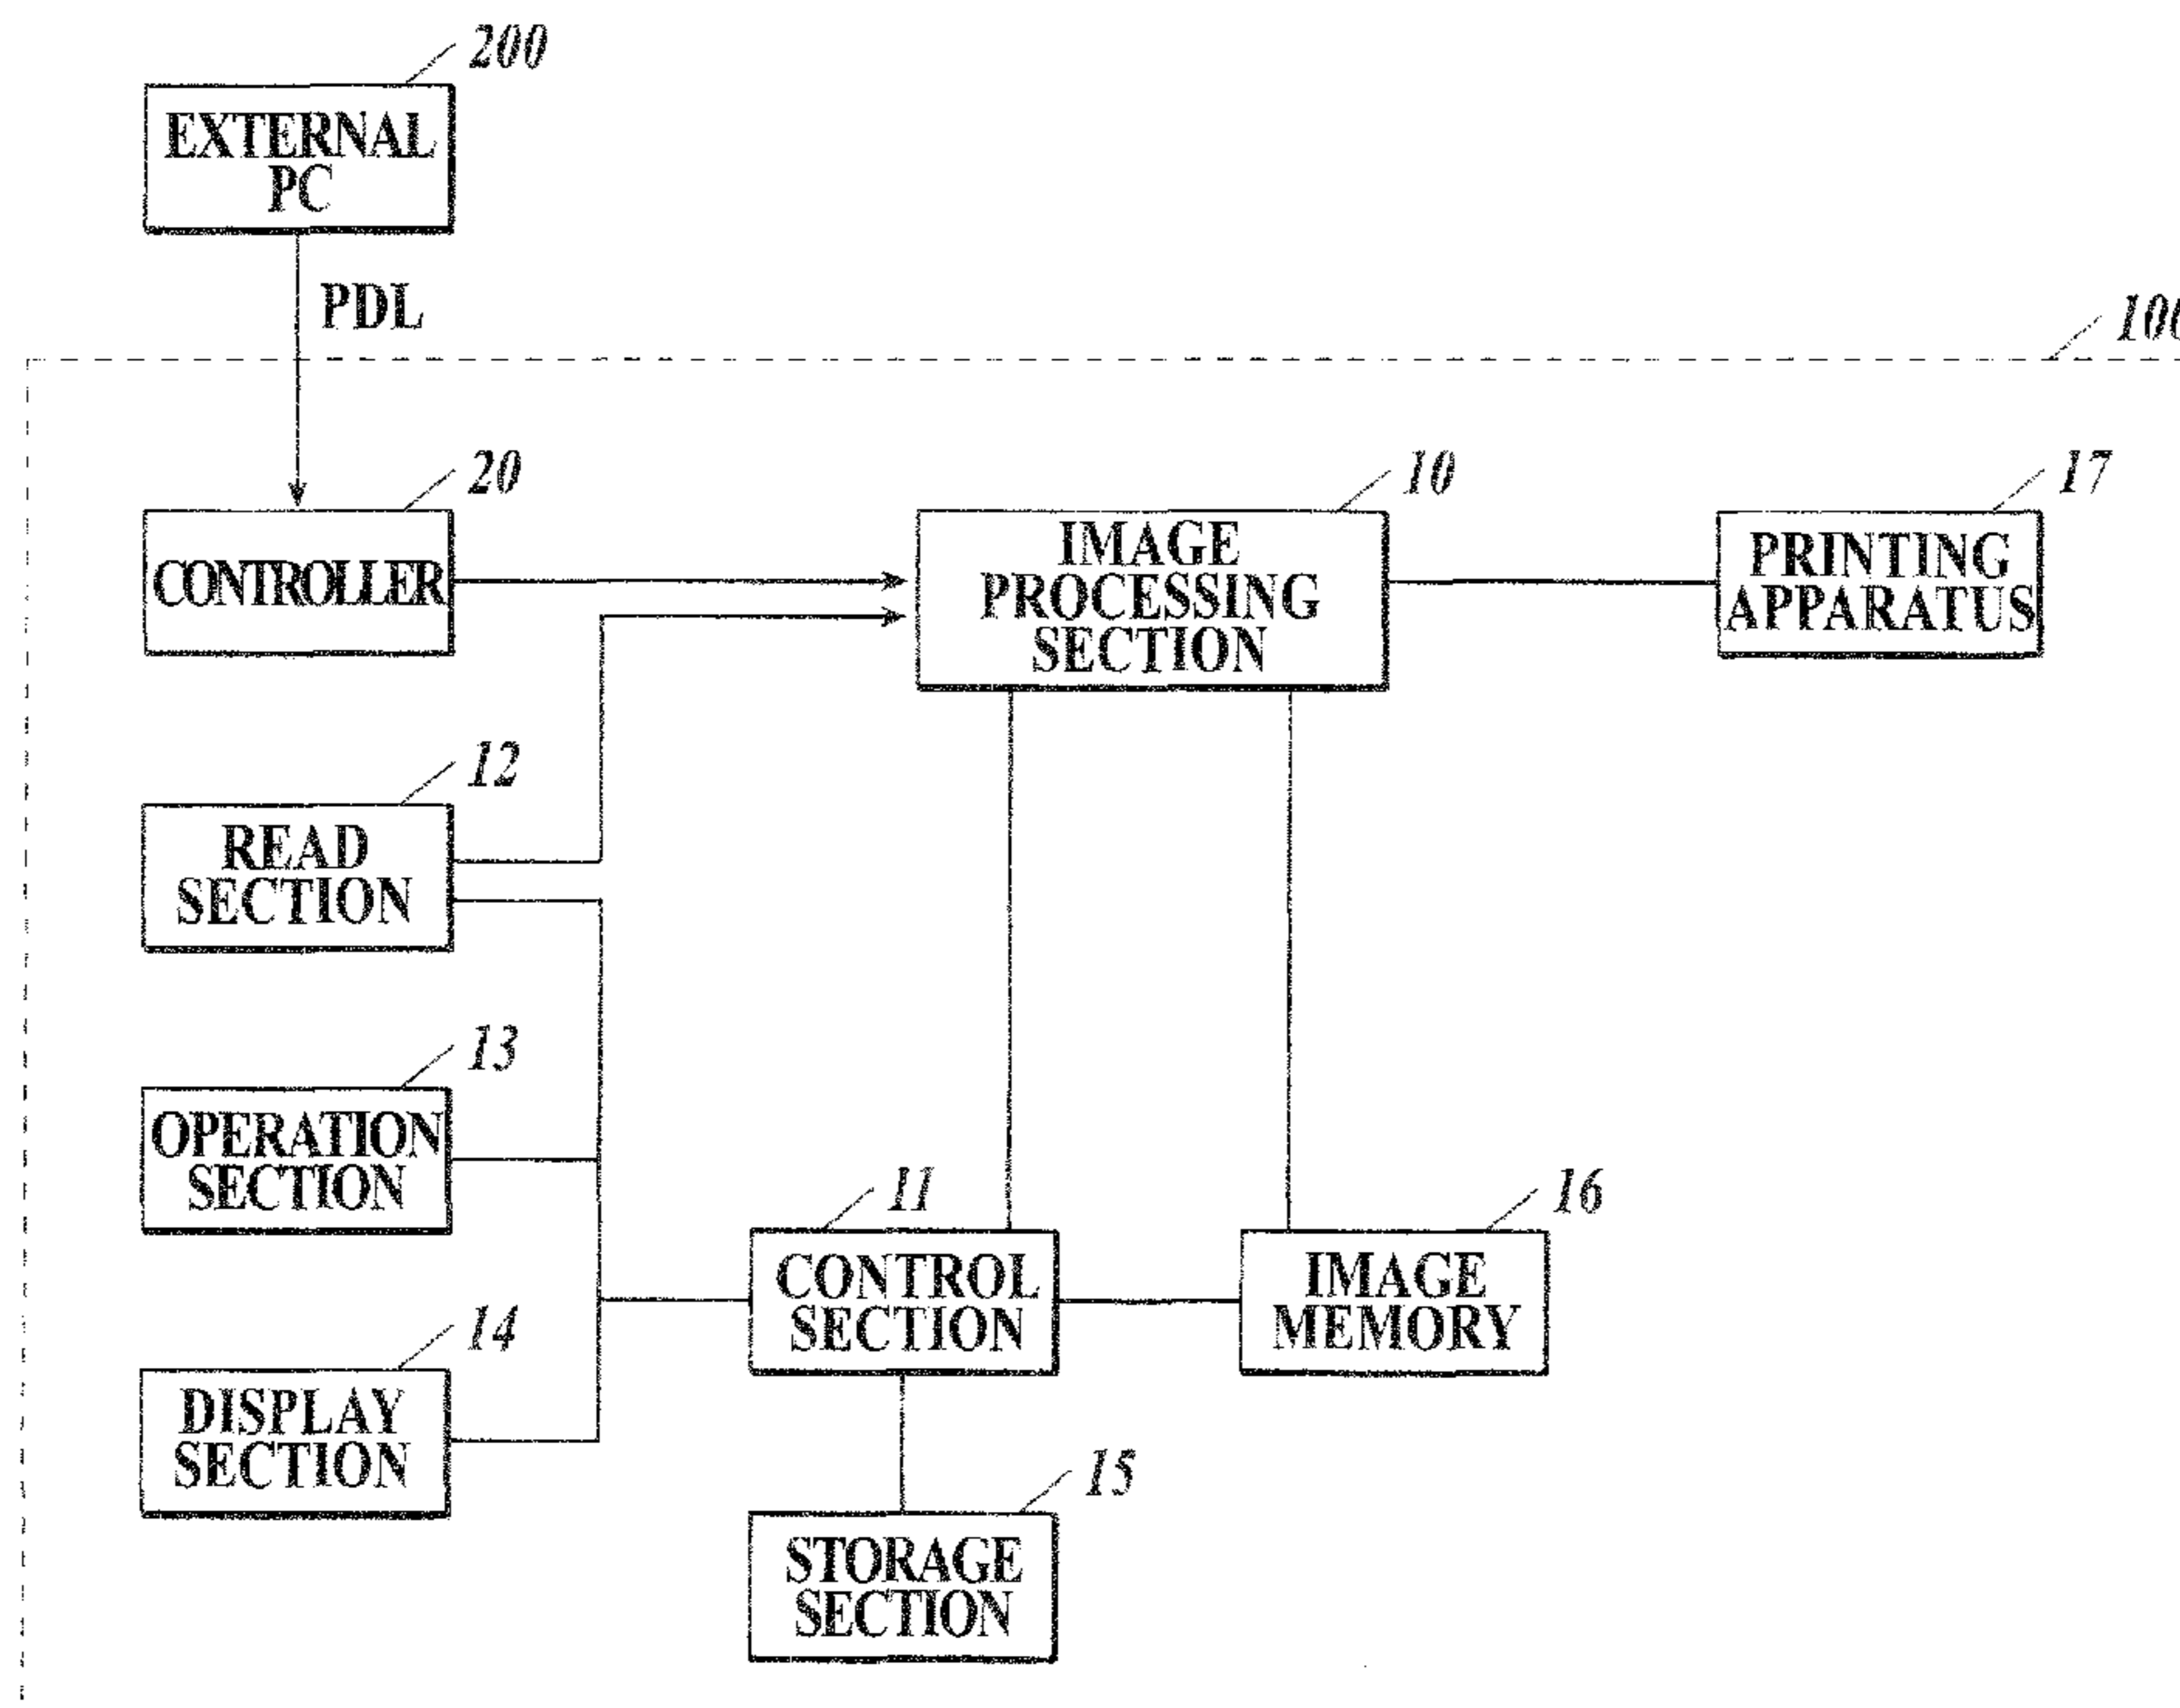 200
EXTERNAL
PC
PDL
100
20
CONTROLLER
10
IMAGE
PROCESSING
SECTION
17
PRINTING
APPARATUS
12
READ
SECTION
13
OPERATION
SECTION
11
CONTROL
SECTION
16
IMAGE
MEMORY
14
DISPLAY
SECTION
15
STORAGE
SECTION